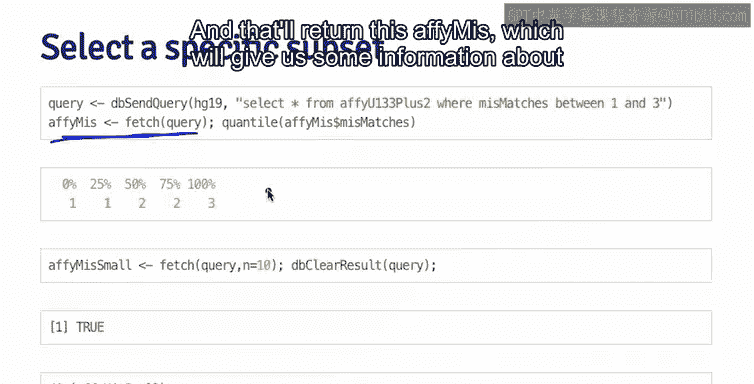 And that'll return this affyMis, which
will give us some information about
Select a specific subset
query <- dbSendQuery(hg19, "select * from affyU133Plus2 where misMatches between 1 and 3")
affyMis <- fetch(query); quantile(affyMis$misMatches)
0% 25% 50% 75% 100%
1 1 2 2 3
affyMisSmall <- fetch(query,n=10); dbClearResult(query);
[1] TRUE